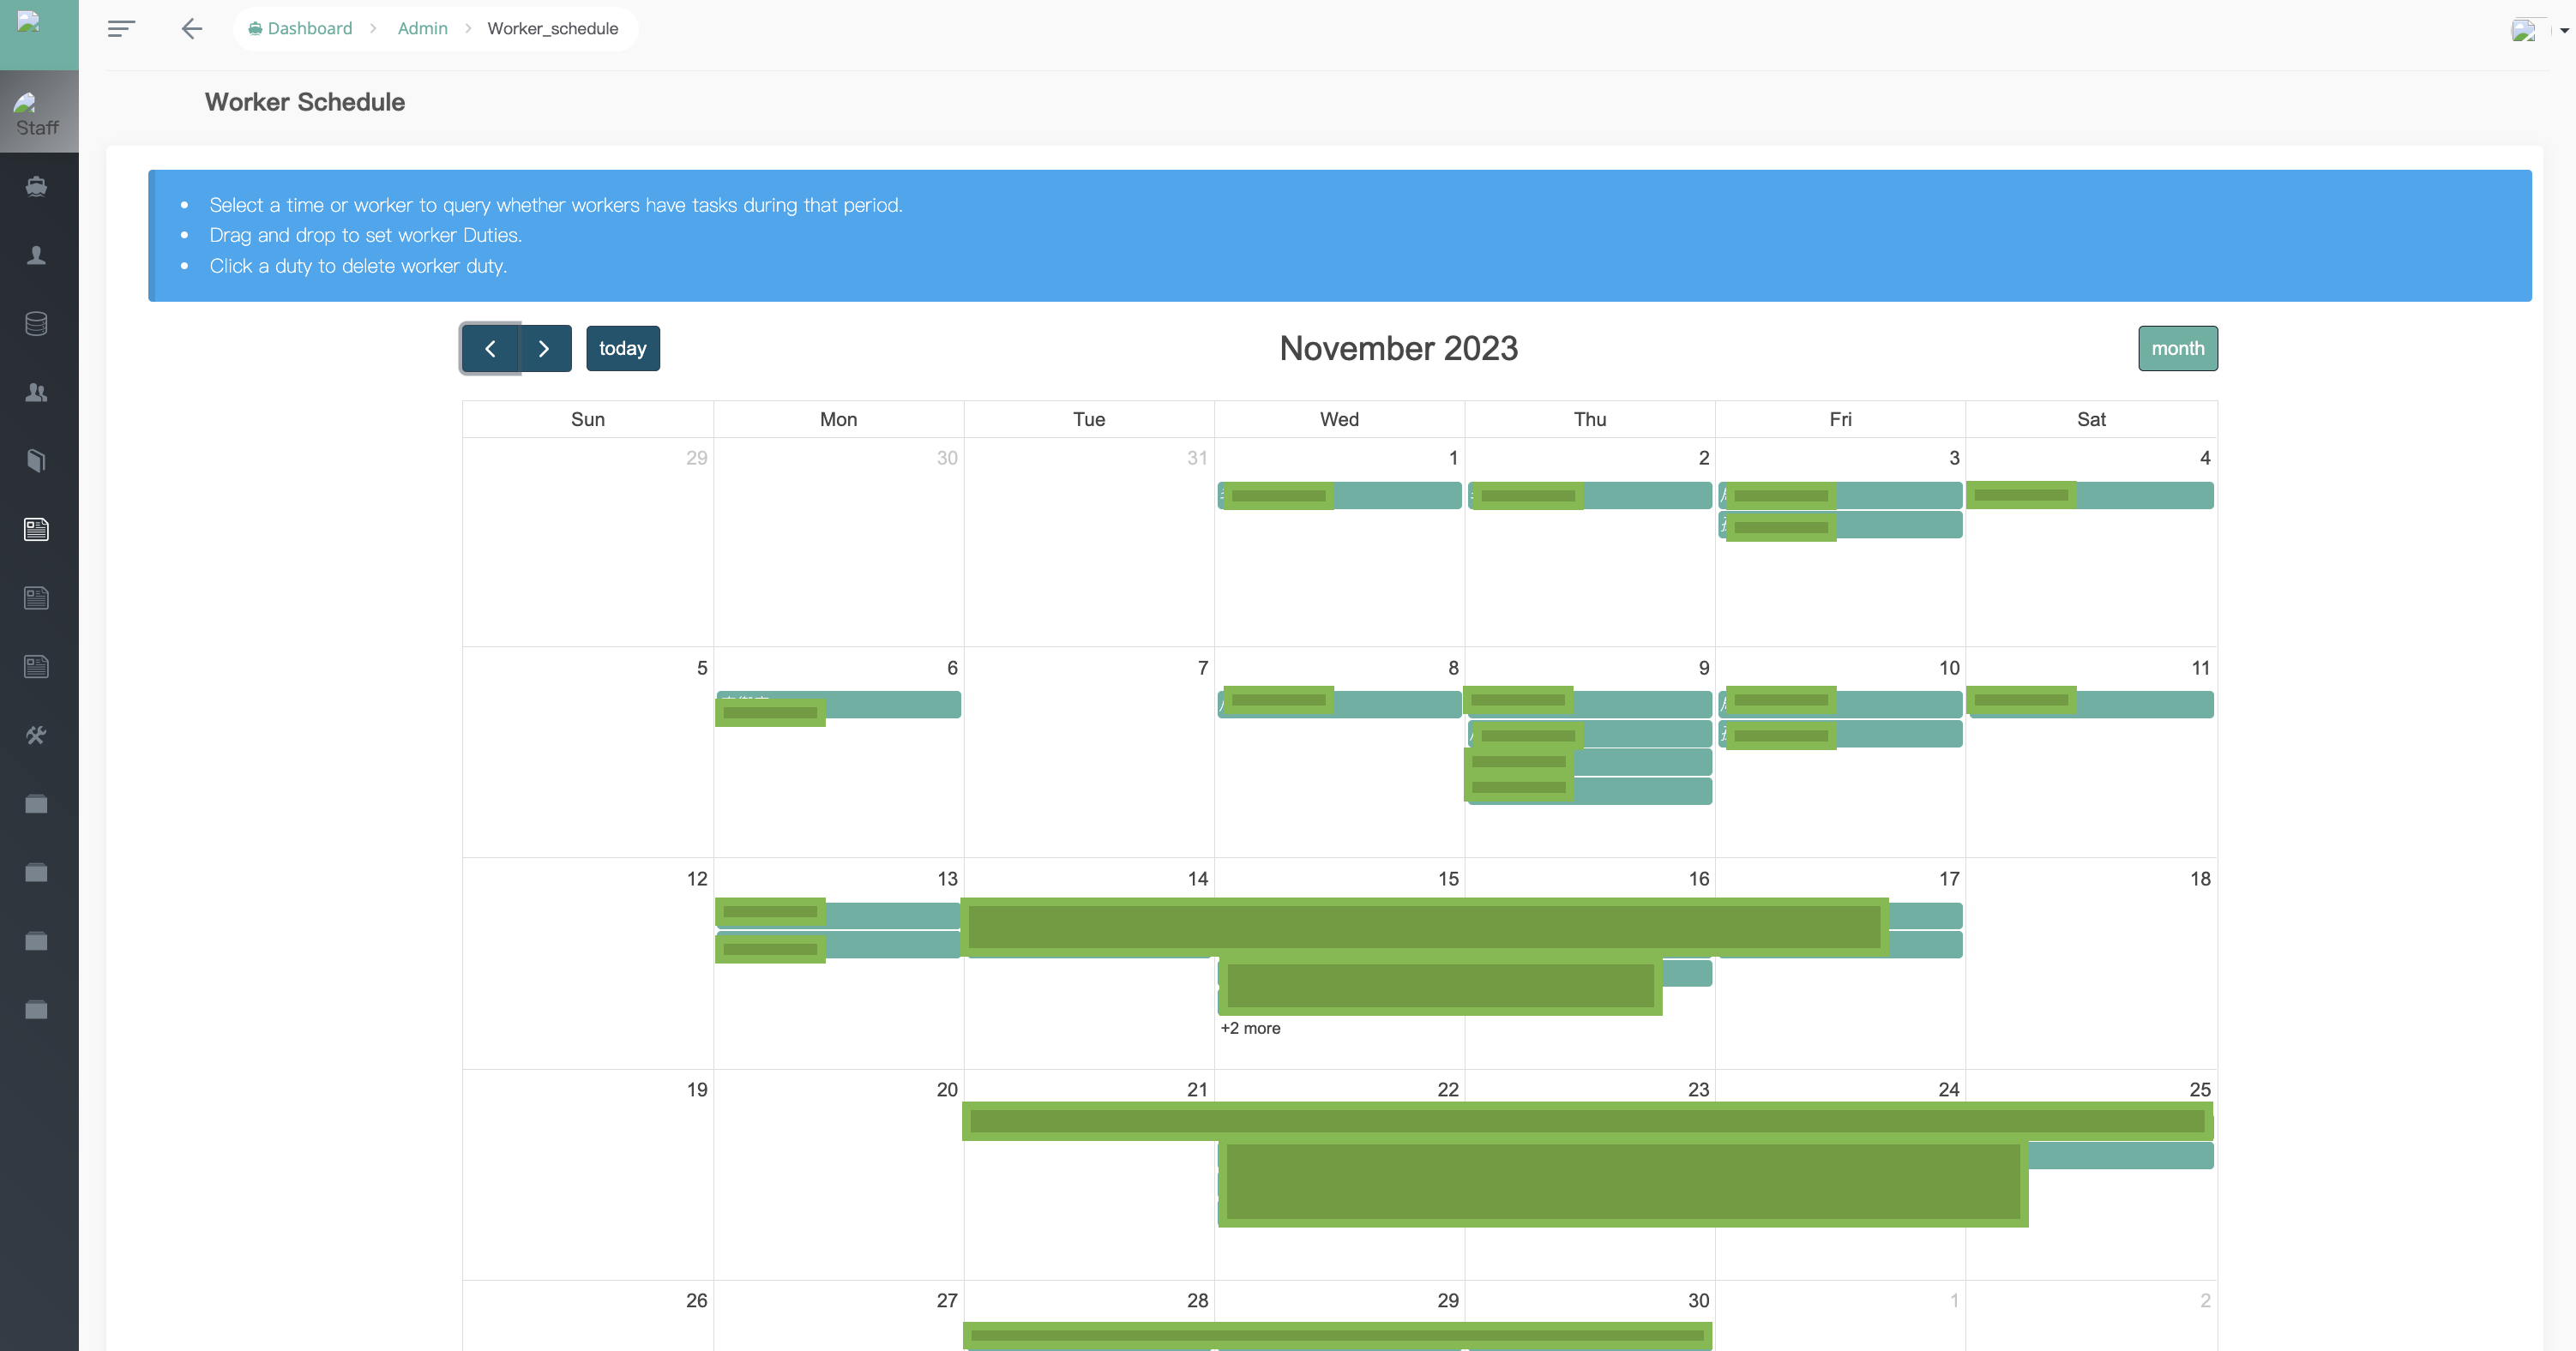 Dashboard > Admin > Worker_schedule
Staff
Worker Schedule
• Select a time or worker to query whether workers have tasks during that period.
• Drag and drop to set worker Duties.
• Click a duty to delete worker duty.
today
November 2023
month
Sun Mon Tue Wed Thu Fri Sat
29 30 31 1 2 3 4
5 6 7 8 9 10 11
12 13 14 15 16 17 18
+2 more
19 20 21 22 23 24 25
26 27 28 29 30 1 2